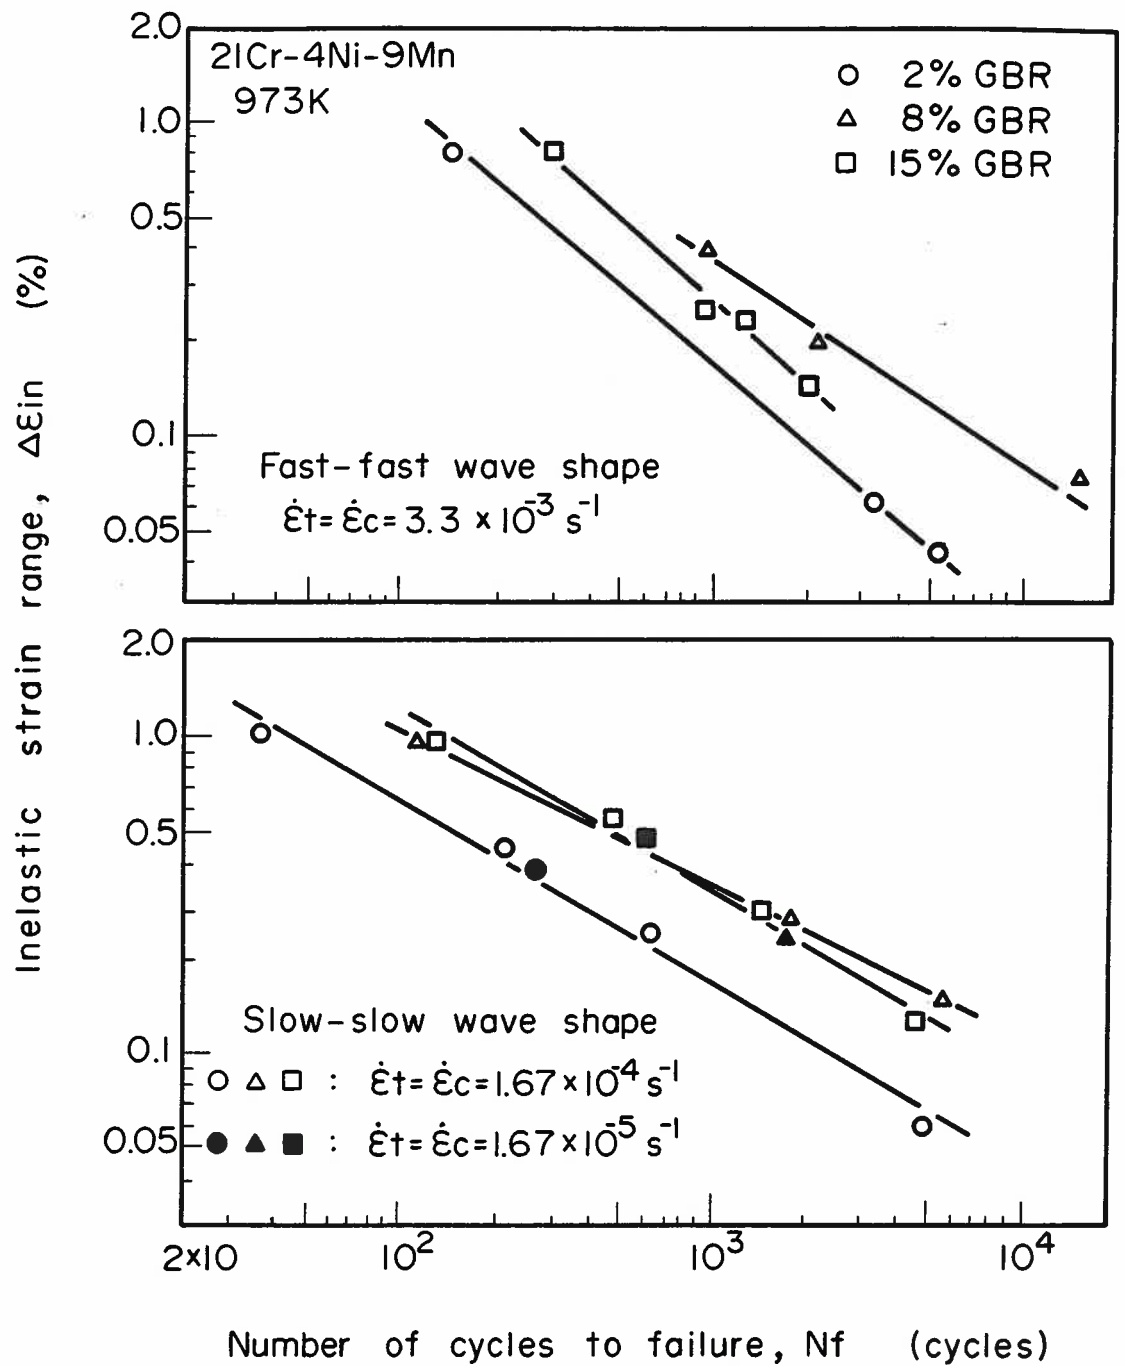 2.0
21Cr-4Ni-9Mn
973K
○ 2% GBR
△ 8% GBR
□ 15% GBR
1.0
0.5
0.1
0.05
Fast-fast wave shape
ε̇t=ε̇c=3.3×10⁻³ s⁻¹
Inelastic strain range, Δεin (%)
2.0
1.0
0.5
0.1
0.05
Slow-slow wave shape
○ △ □ : ε̇t=ε̇c=1.67×10⁻⁴ s⁻¹
● ▲ ■ : ε̇t=ε̇c=1.67×10⁻⁵ s⁻¹
2×10 10² 10³ 10⁴
Number of cycles to failure, Nf (cycles)